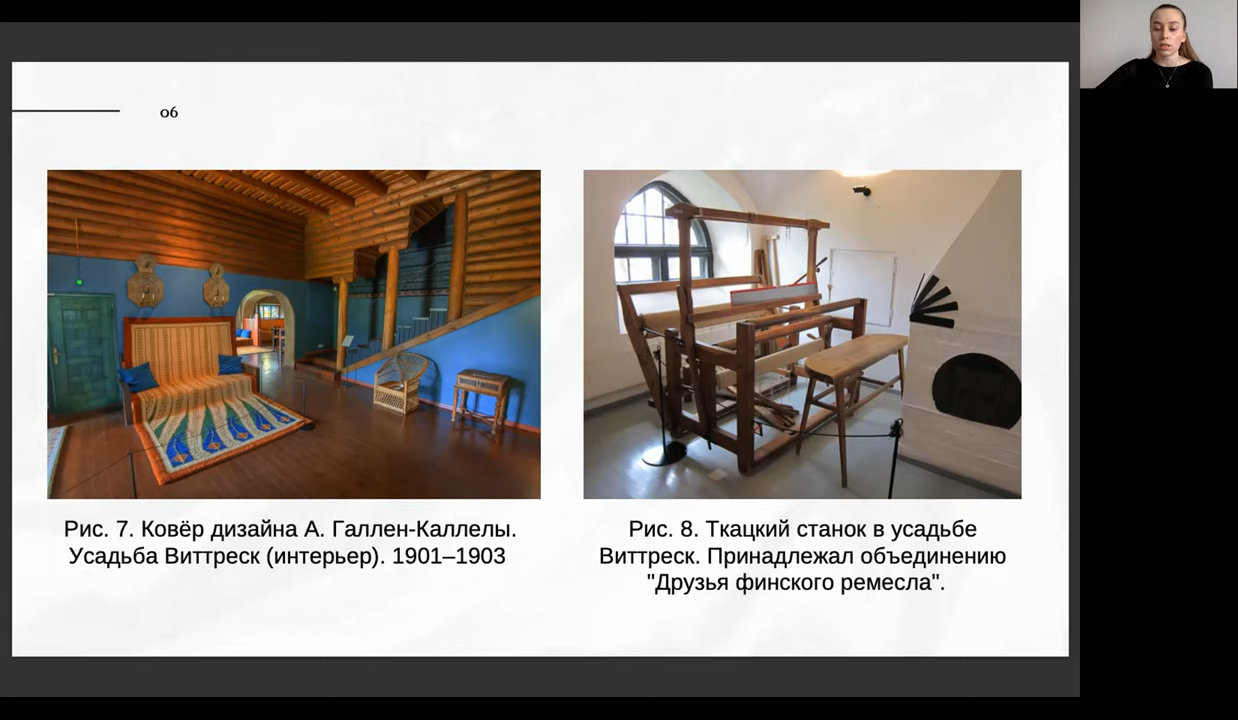 06
Рис. 7. Ковёр дизайна А. Галлен-Каллелы.
Усадьба Виттреск (интерьер). 1901–1903
Рис. 8. Ткацкий станок в усадьбе
Виттреск. Принадлежал объединению
"Друзья финского ремесла".